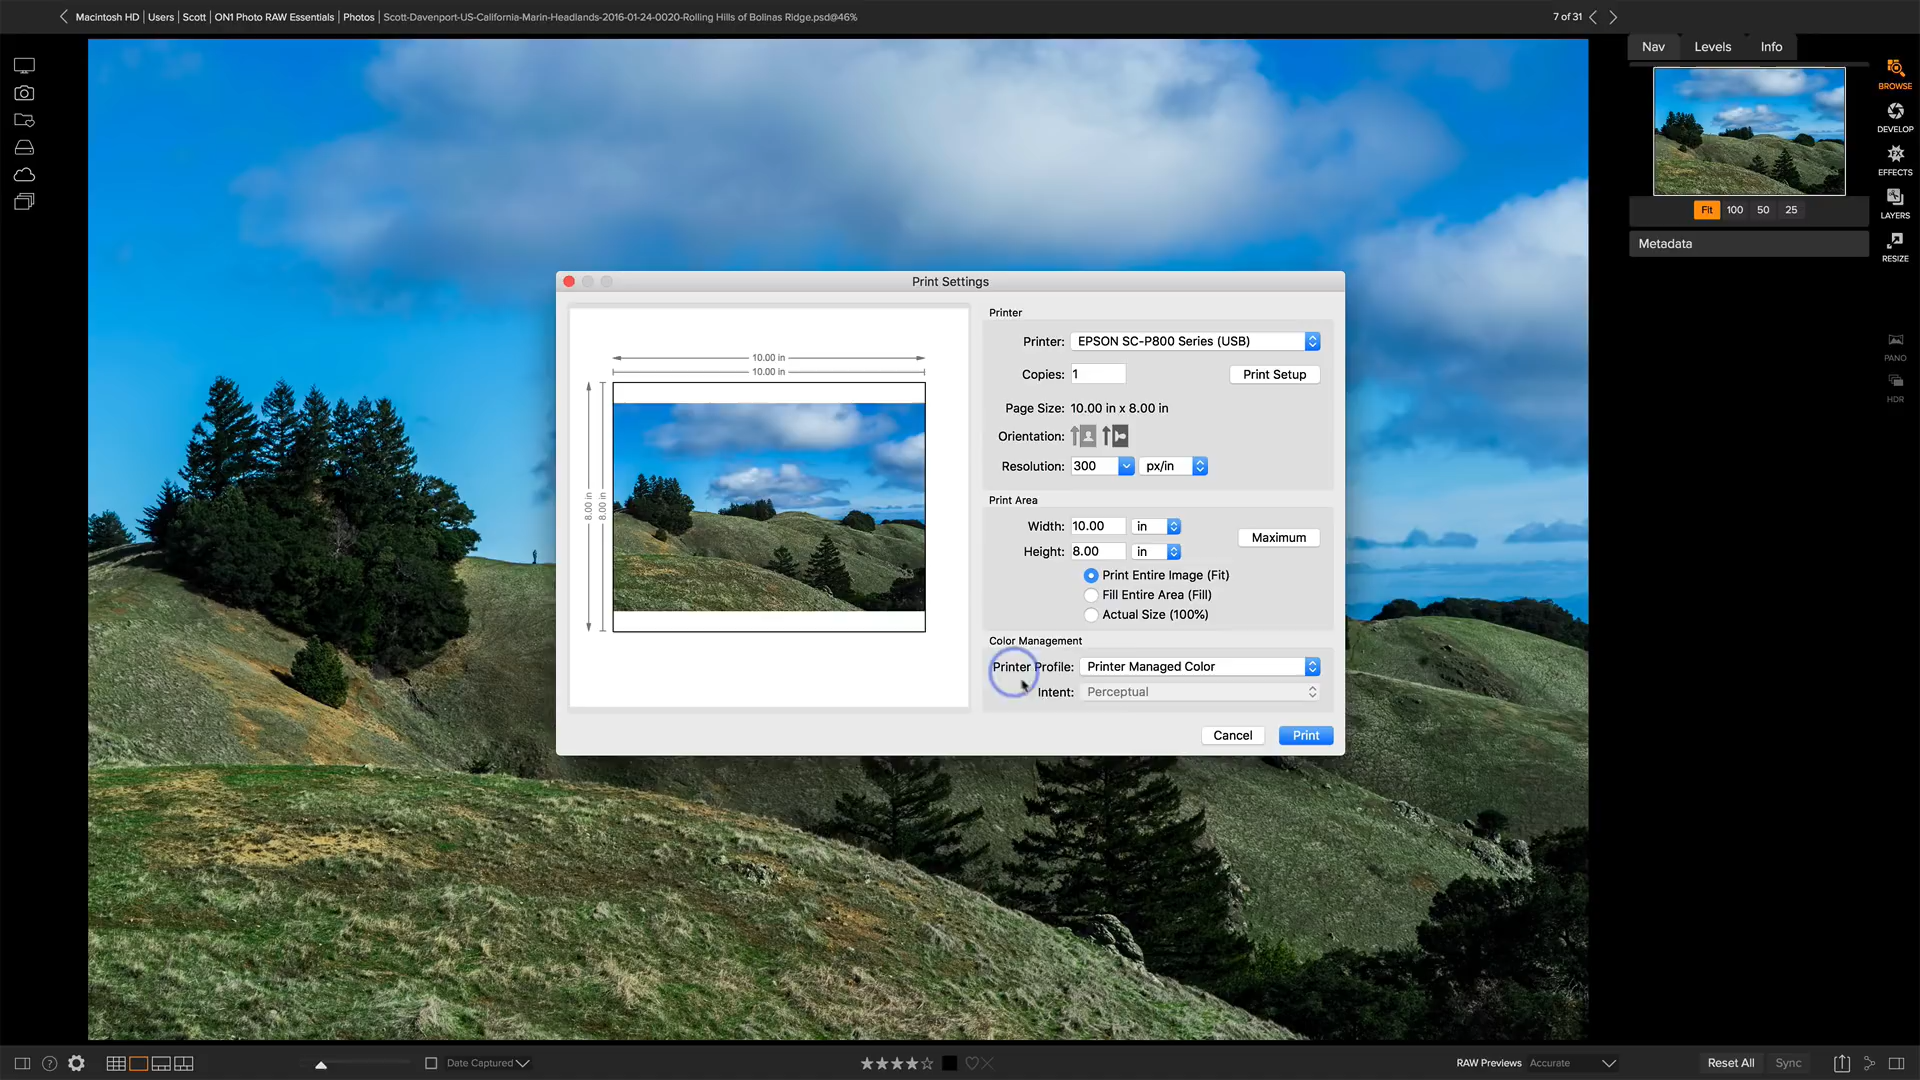 Macintosh HD | Users | Scott | ON1 Photo RAW Essentials | Photos | Scott-Davenport-US-California-Marin-Headlands-2016-01-24-0020-Rolling Hills of Bolinas Ridge.psd@46%
7 of 31
Nav Levels Info
BROWSE
DEVELOP
EFFECTS
LAYERS
RESIZE
PANO
HDR
Fit 100 50 25
Metadata
Print Settings
10.00 in
10.00 in
8.00 in
8.00 in
Printer
Printer: EPSON SC-P800 Series (USB)
Copies: 1 Print Setup
Page Size: 10.00 in x 8.00 in
Orientation:
Resolution: 300 px/in
Print Area
Width: 10.00 in
Maximum
Height: 8.00 in
Print Entire Image (Fit)
Fill Entire Area (Fill)
Actual Size (100%)
Color Management
Printer Profile: Printer Managed Color
Intent: Perceptual
Cancel Print
Date Captured
RAW Previews Accurate
Reset All Sync